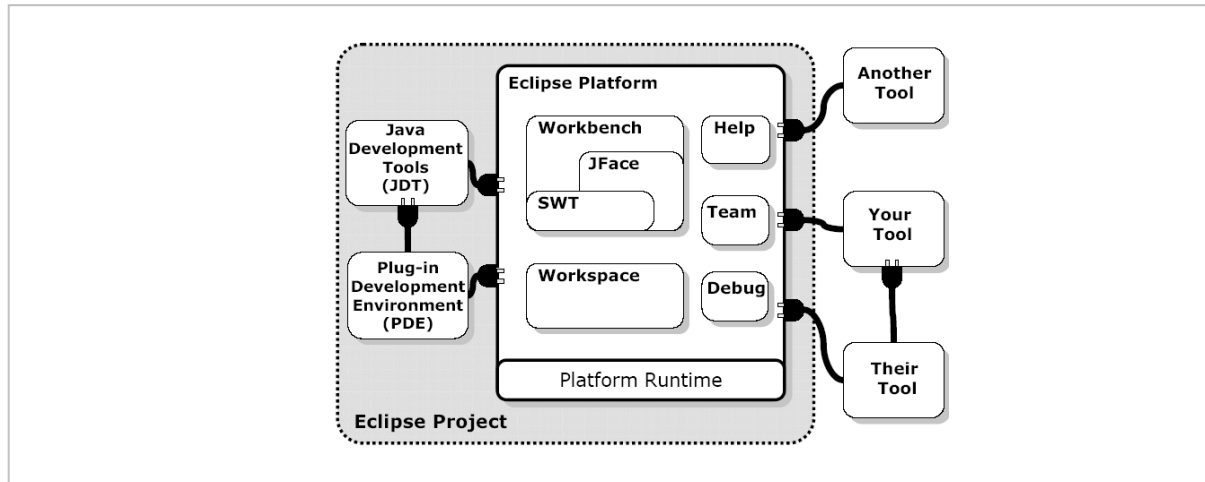 Eclipse Platform
Another
Tool
Java
Development
Tools
(JDT)
Workbench
JFace
SWT
Help
Team
Your
Tool
Plug-in
Development
Environment
(PDE)
Workspace
Debug
Their
Tool
Platform Runtime
Eclipse Project